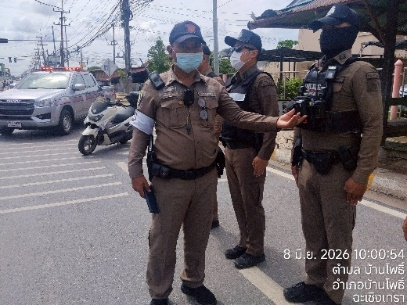 8 มิ.ย. 2026 10:00:54
ตำบล บ้านโพธิ์
อำเภอบ้านโพธิ์
ฉะเชิงเทรา